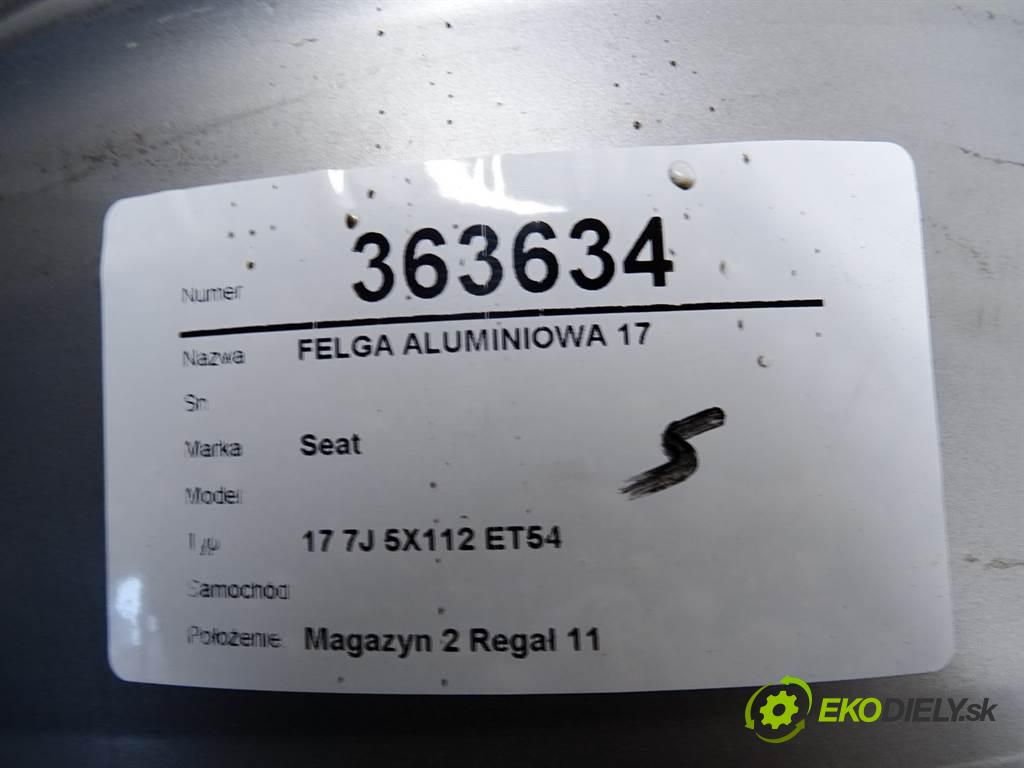 Numer 363634
Nazwa FELGA ALUMINIOWA 17
Sn
Marka Seat
Model
Typ 17 7J 5X112 ET54
Samochód
Położenie Magazyn 2 Regał 11
5
EKODIELY.sk